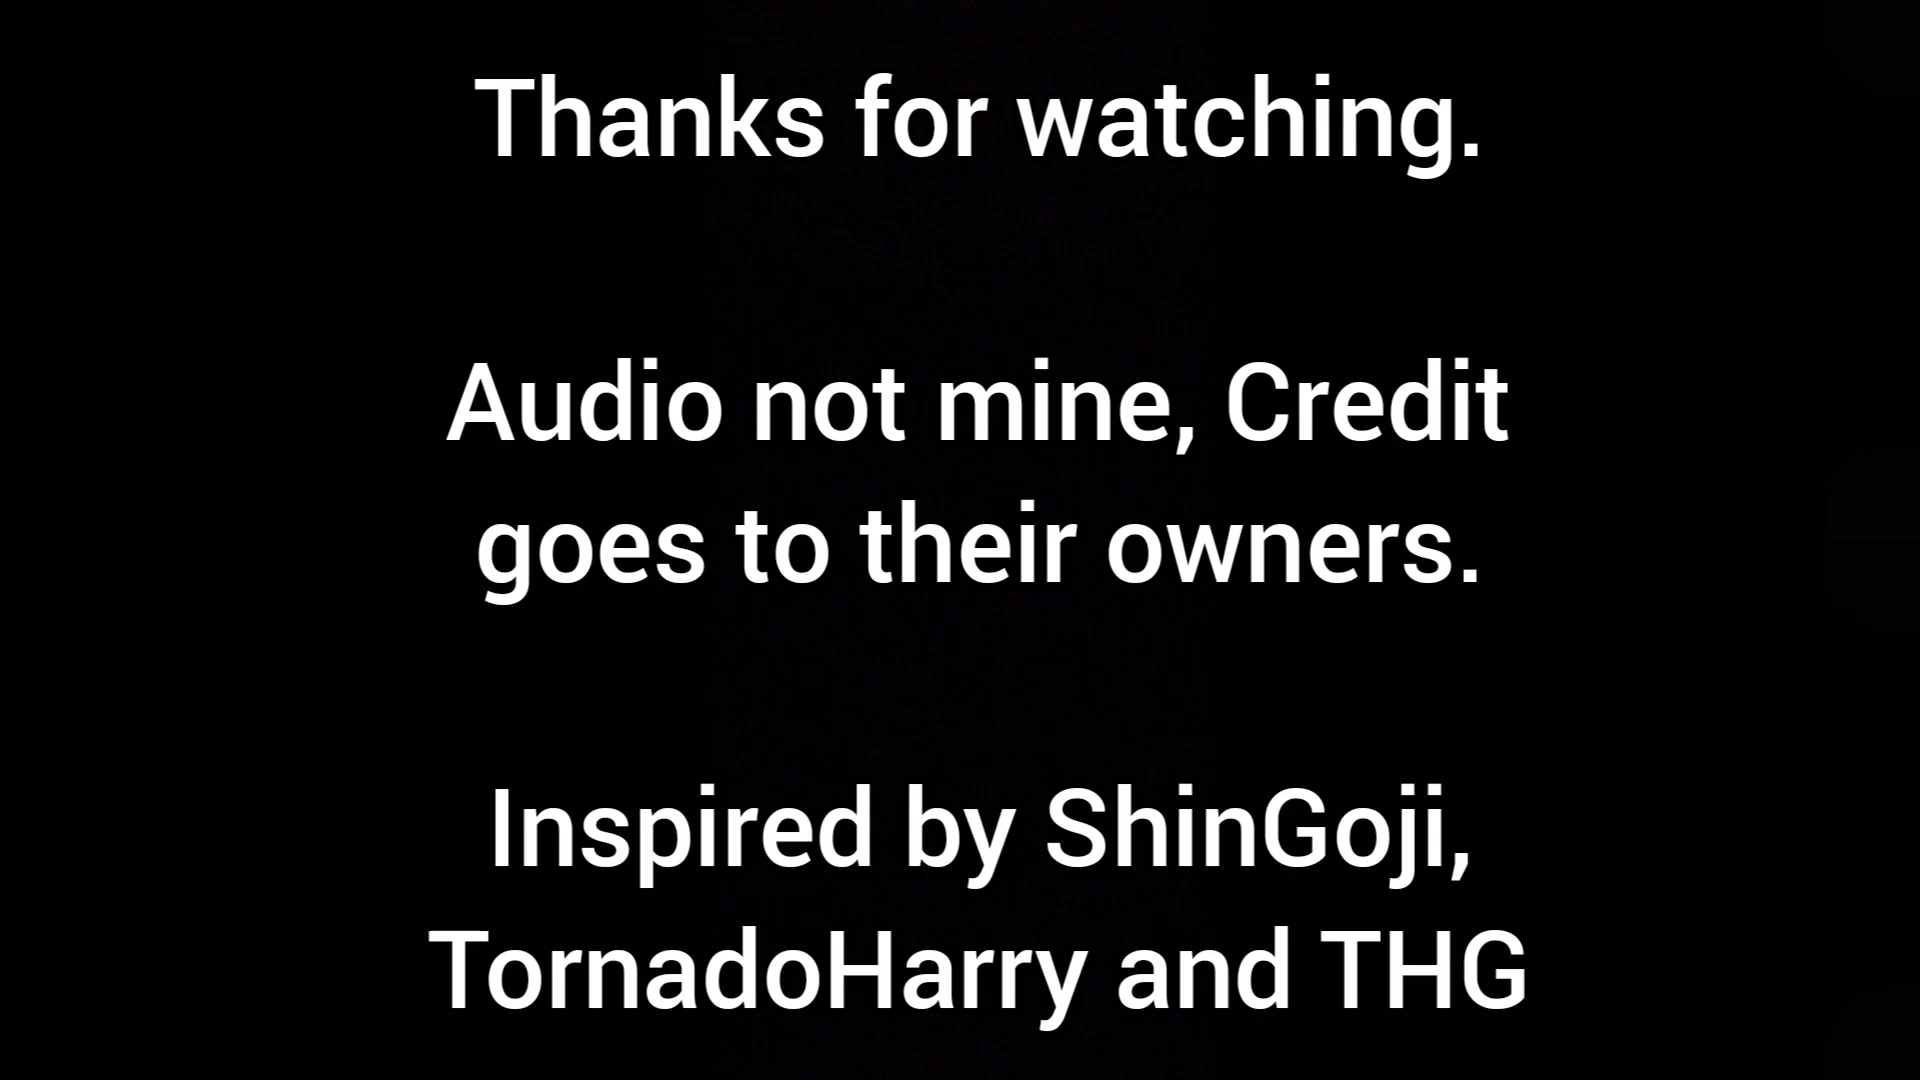 Thanks for watching.
Audio not mine, Credit
goes to their owners.
Inspired by ShinGoji,
TornadoHarry and THG